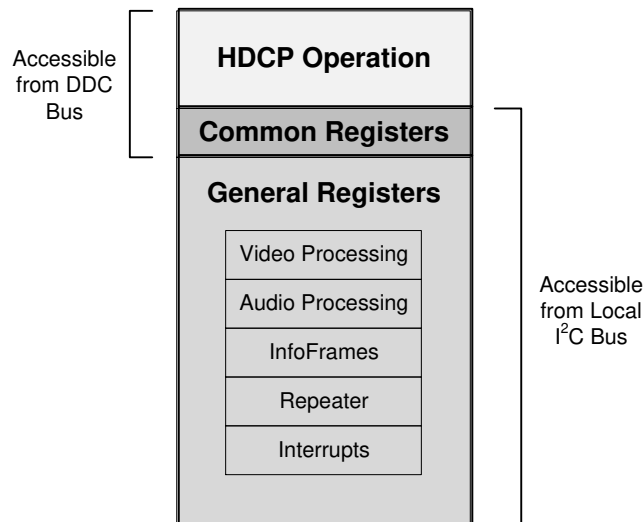 Accessible
from DDC
Bus
HDCP Operation
Common Registers
General Registers
Video Processing
Audio Processing
InfoFrames
Repeater
Interrupts
Accessible
from Local
I²C Bus